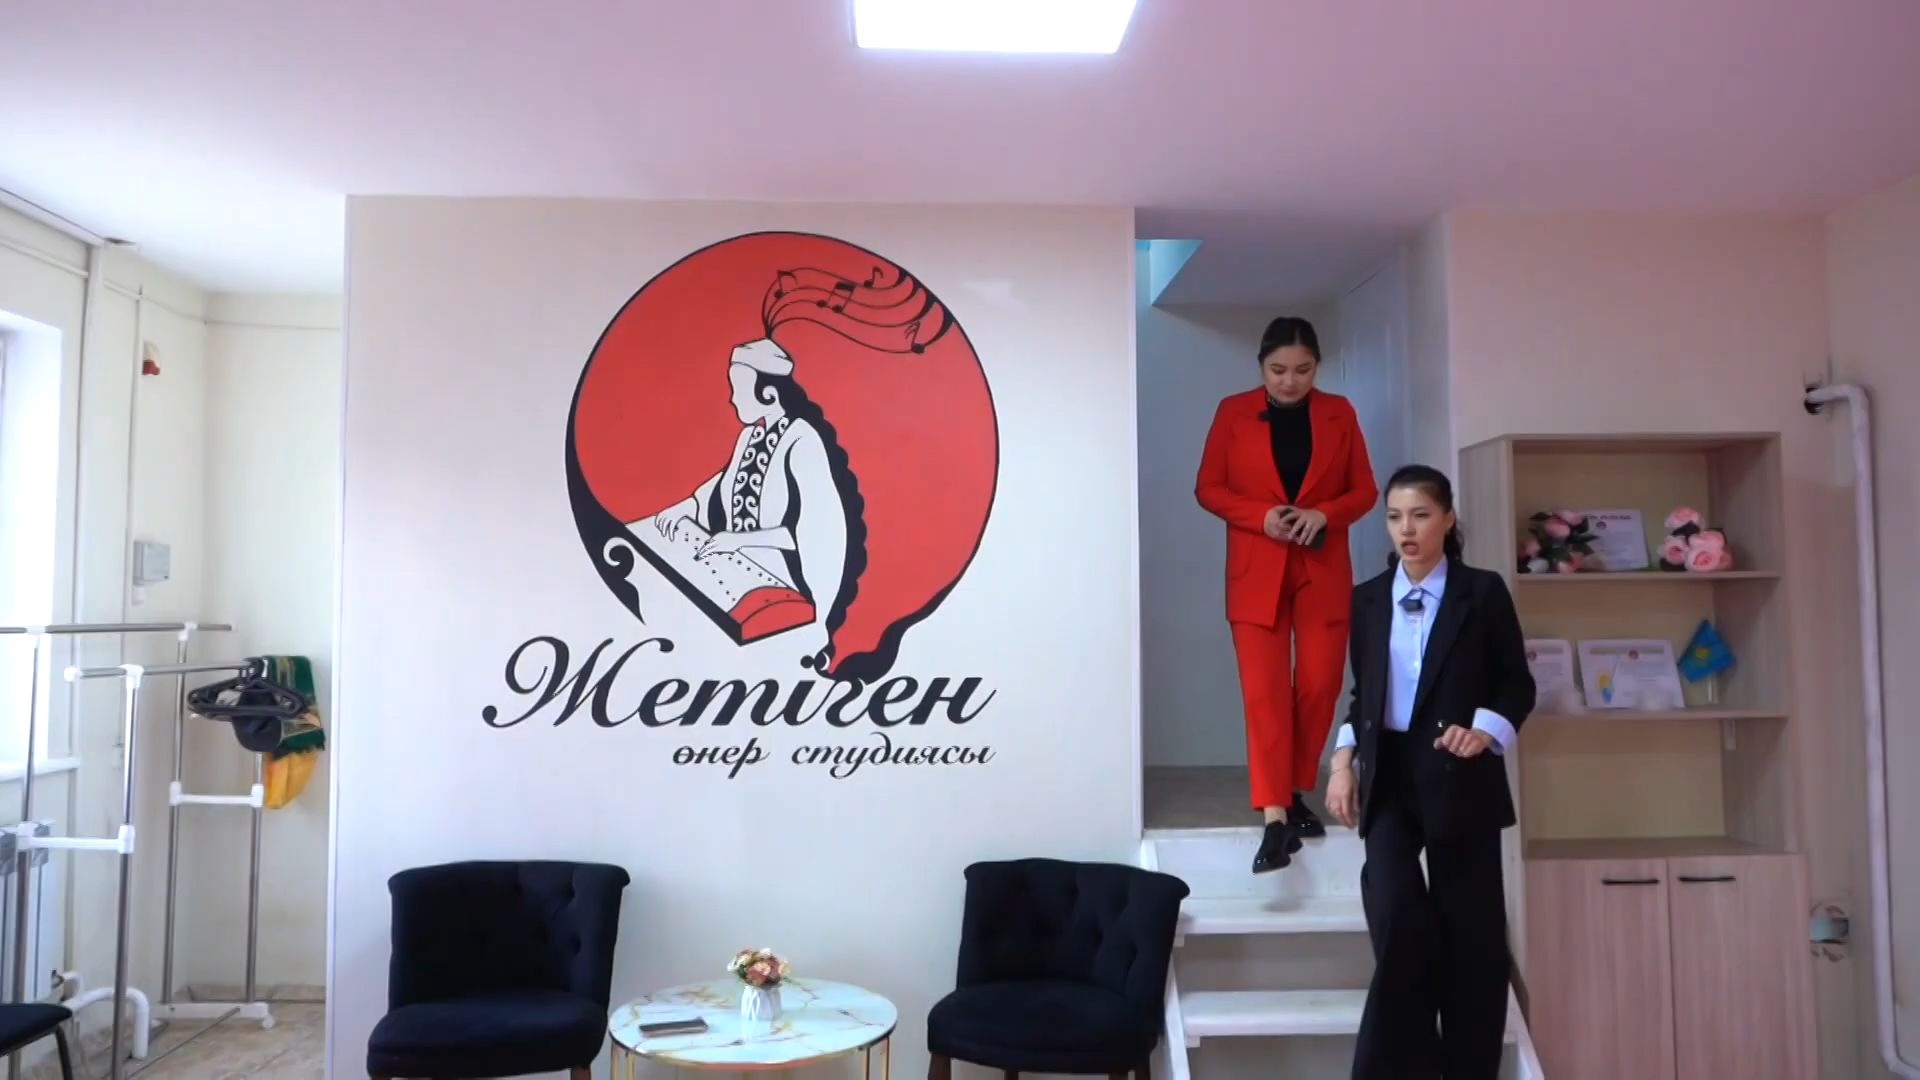 Жетіген
өнер студиясы